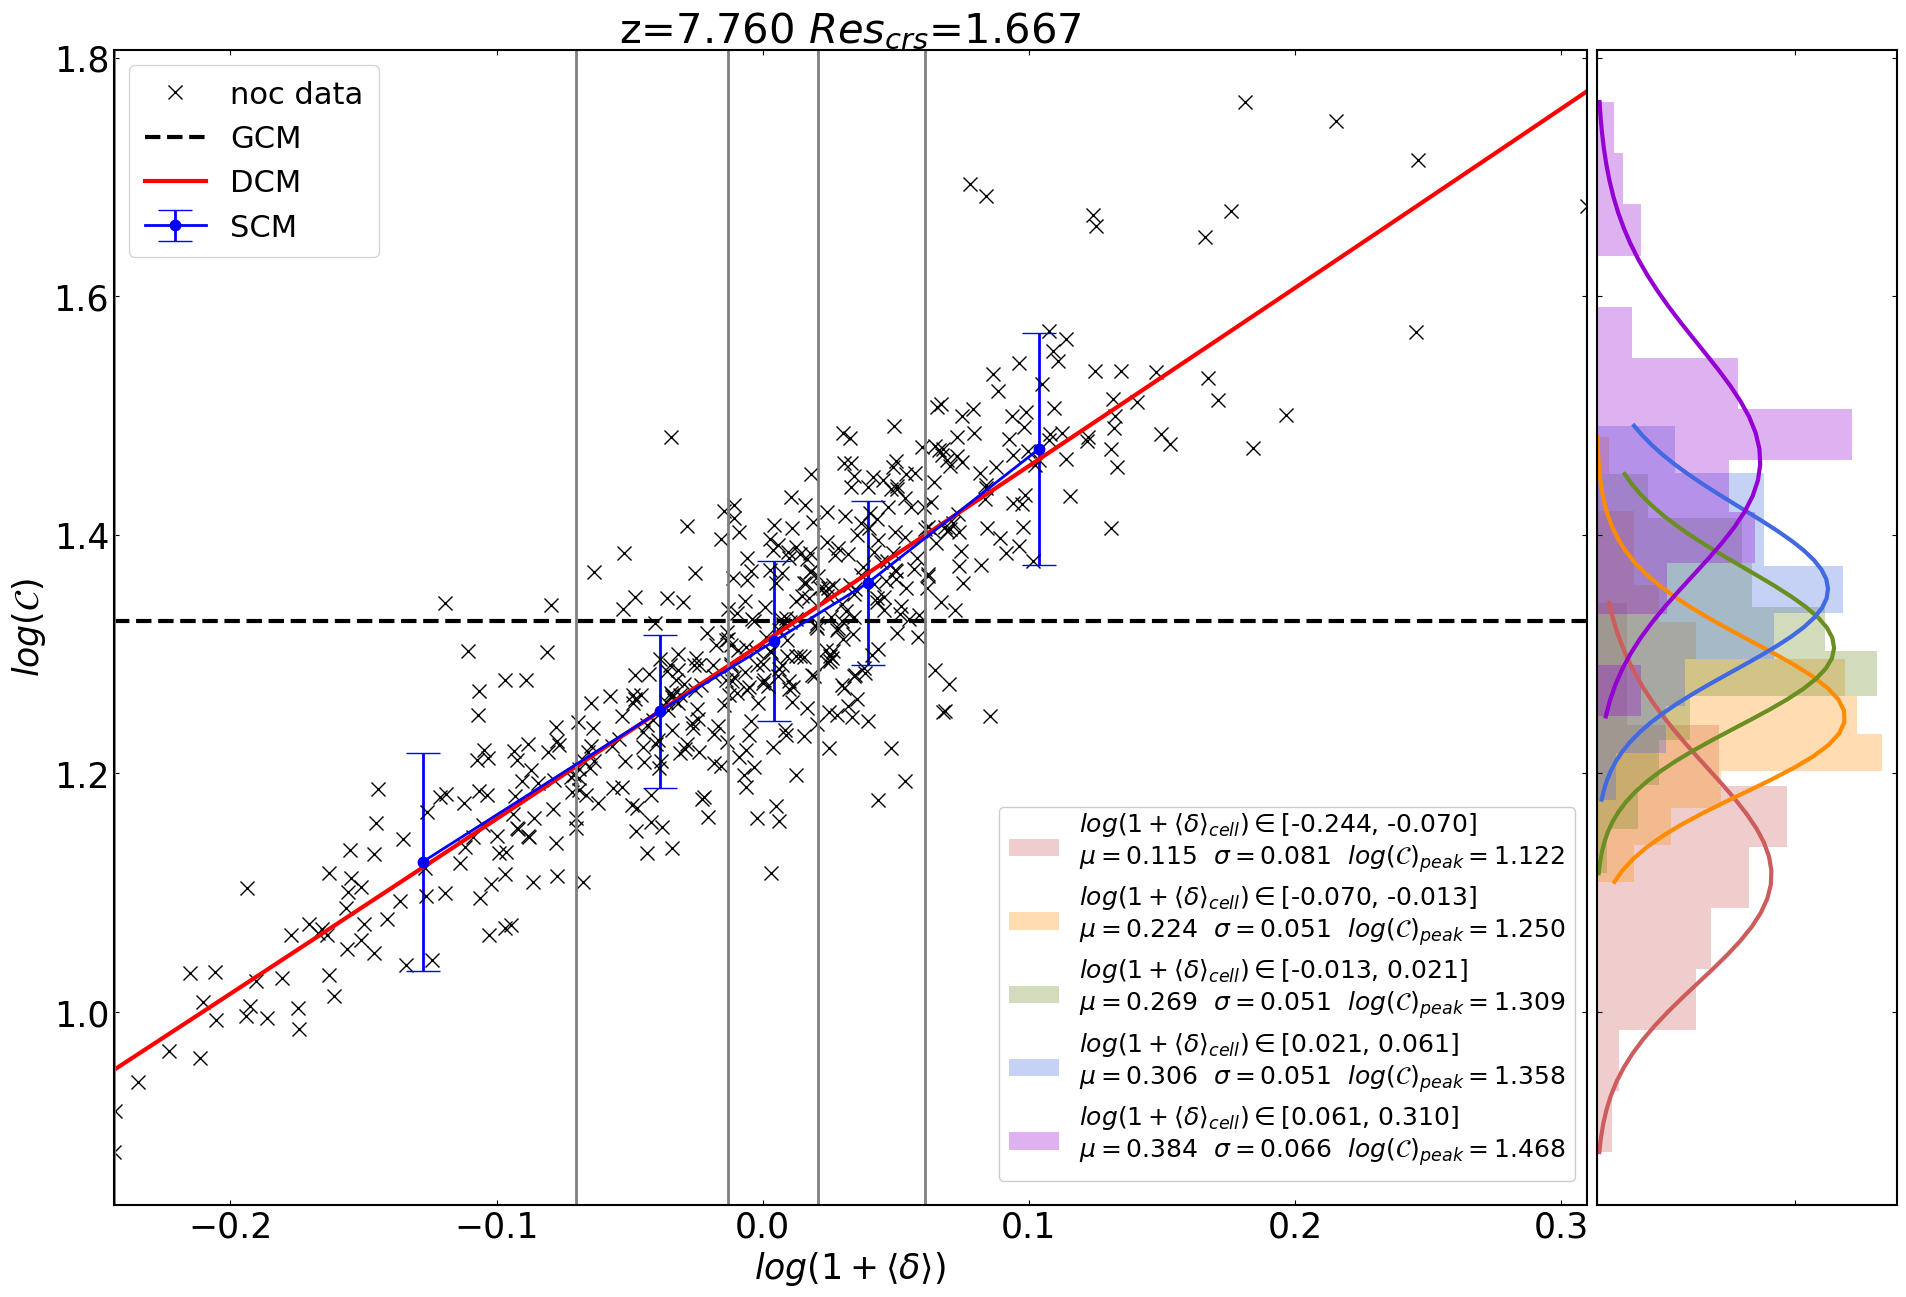 z=7.760 Res_crs=1.667
noc data
GCM
DCM
SCM
1.8
1.6
1.4
1.2
1.0
log(𝒞)
log(1 + ⟨δ⟩_cell) ∈ [-0.244, -0.070]
μ = 0.115 σ = 0.081 log(𝒞)_peak = 1.122
log(1 + ⟨δ⟩_cell) ∈ [-0.070, -0.013]
μ = 0.224 σ = 0.051 log(𝒞)_peak = 1.250
log(1 + ⟨δ⟩_cell) ∈ [-0.013, 0.021]
μ = 0.269 σ = 0.051 log(𝒞)_peak = 1.309
log(1 + ⟨δ⟩_cell) ∈ [0.021, 0.061]
μ = 0.306 σ = 0.051 log(𝒞)_peak = 1.358
log(1 + ⟨δ⟩_cell) ∈ [0.061, 0.310]
μ = 0.384 σ = 0.066 log(𝒞)_peak = 1.468
−0.2 −0.1 0.0 0.1 0.2 0.3
log(1 + ⟨δ⟩)